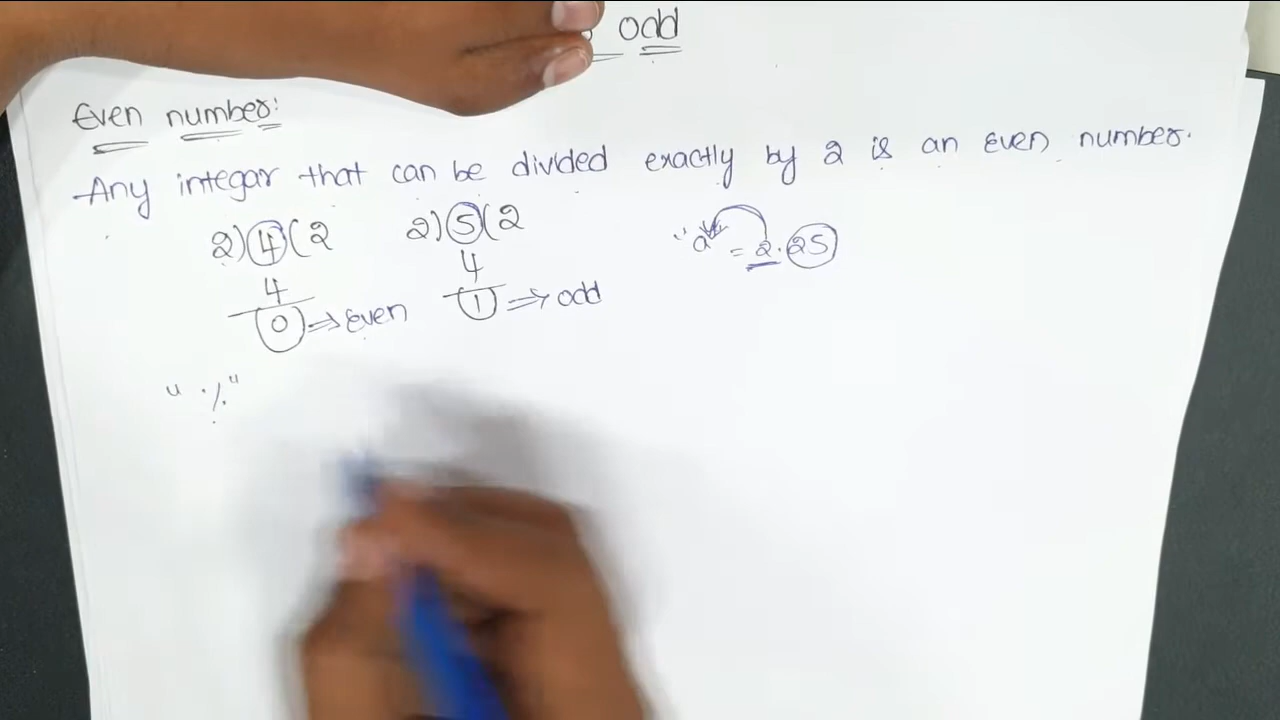 odd
Even number:
Any integar that can be divided exactly by 2 is an even number.
2)4(2 2)5(2 "a" = 2.25
4 4
0 => even 1 => odd
"%"